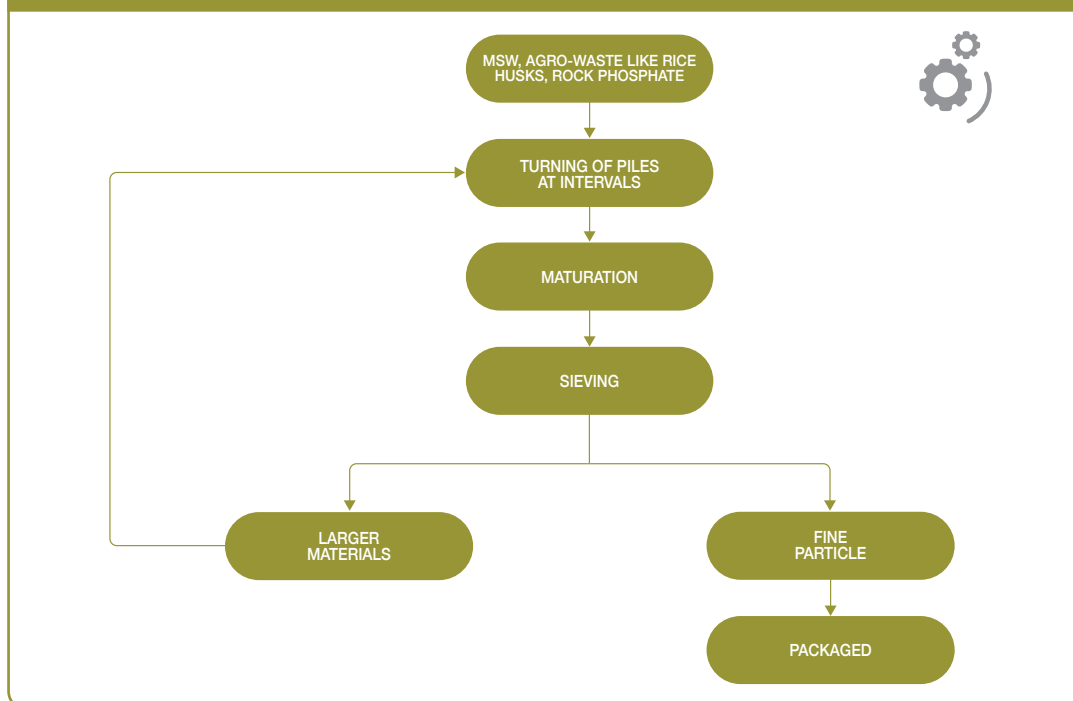 MSW, AGRO-WASTE LIKE RICE
HUSKS, ROCK PHOSPHATE
TURNING OF PILES
AT INTERVALS
MATURATION
SIEVING
LARGER
MATERIALS
FINE
PARTICLE
PACKAGED